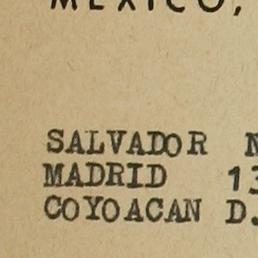 MEXICO,
SALVADOR N
MADRID 13
COYOACAN D.